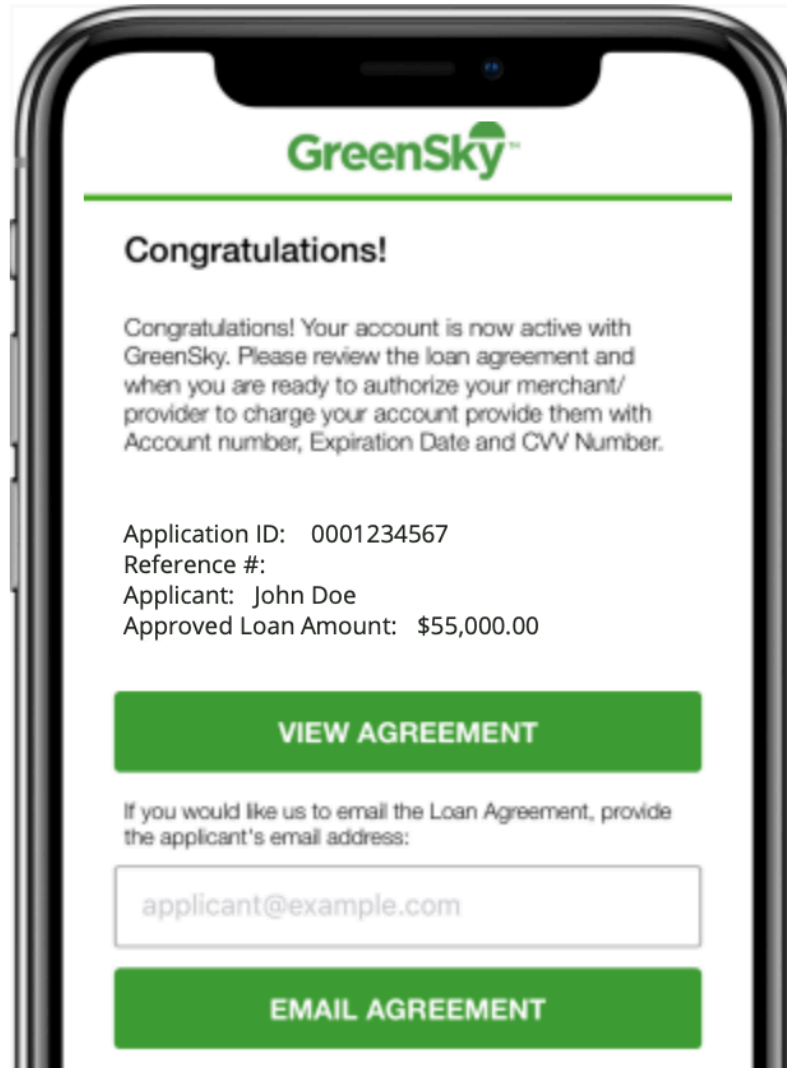 GreenSky™
Congratulations!
Congratulations! Your account is now active with
GreenSky. Please review the loan agreement and
when you are ready to authorize your merchant/
provider to charge your account provide them with
Account number, Expiration Date and CVV Number.
Application ID: 0001234567
Reference #:
Applicant: John Doe
Approved Loan Amount: $55,000.00
VIEW AGREEMENT
If you would like us to email the Loan Agreement, provide
the applicant's email address:
applicant@example.com
EMAIL AGREEMENT